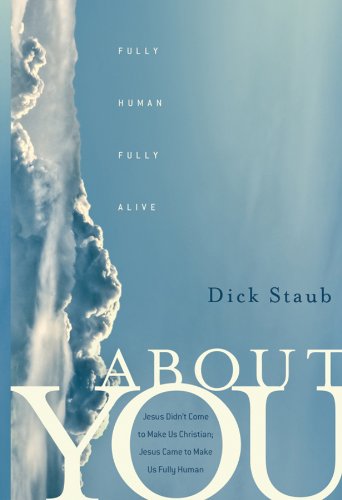 FULLY
HUMAN
FULLY
ALIVE
Dick Staub
ABOUT
YOU
Jesus Didn't Come
to Make Us Christian;
Jesus Came to Make
Us Fully Human